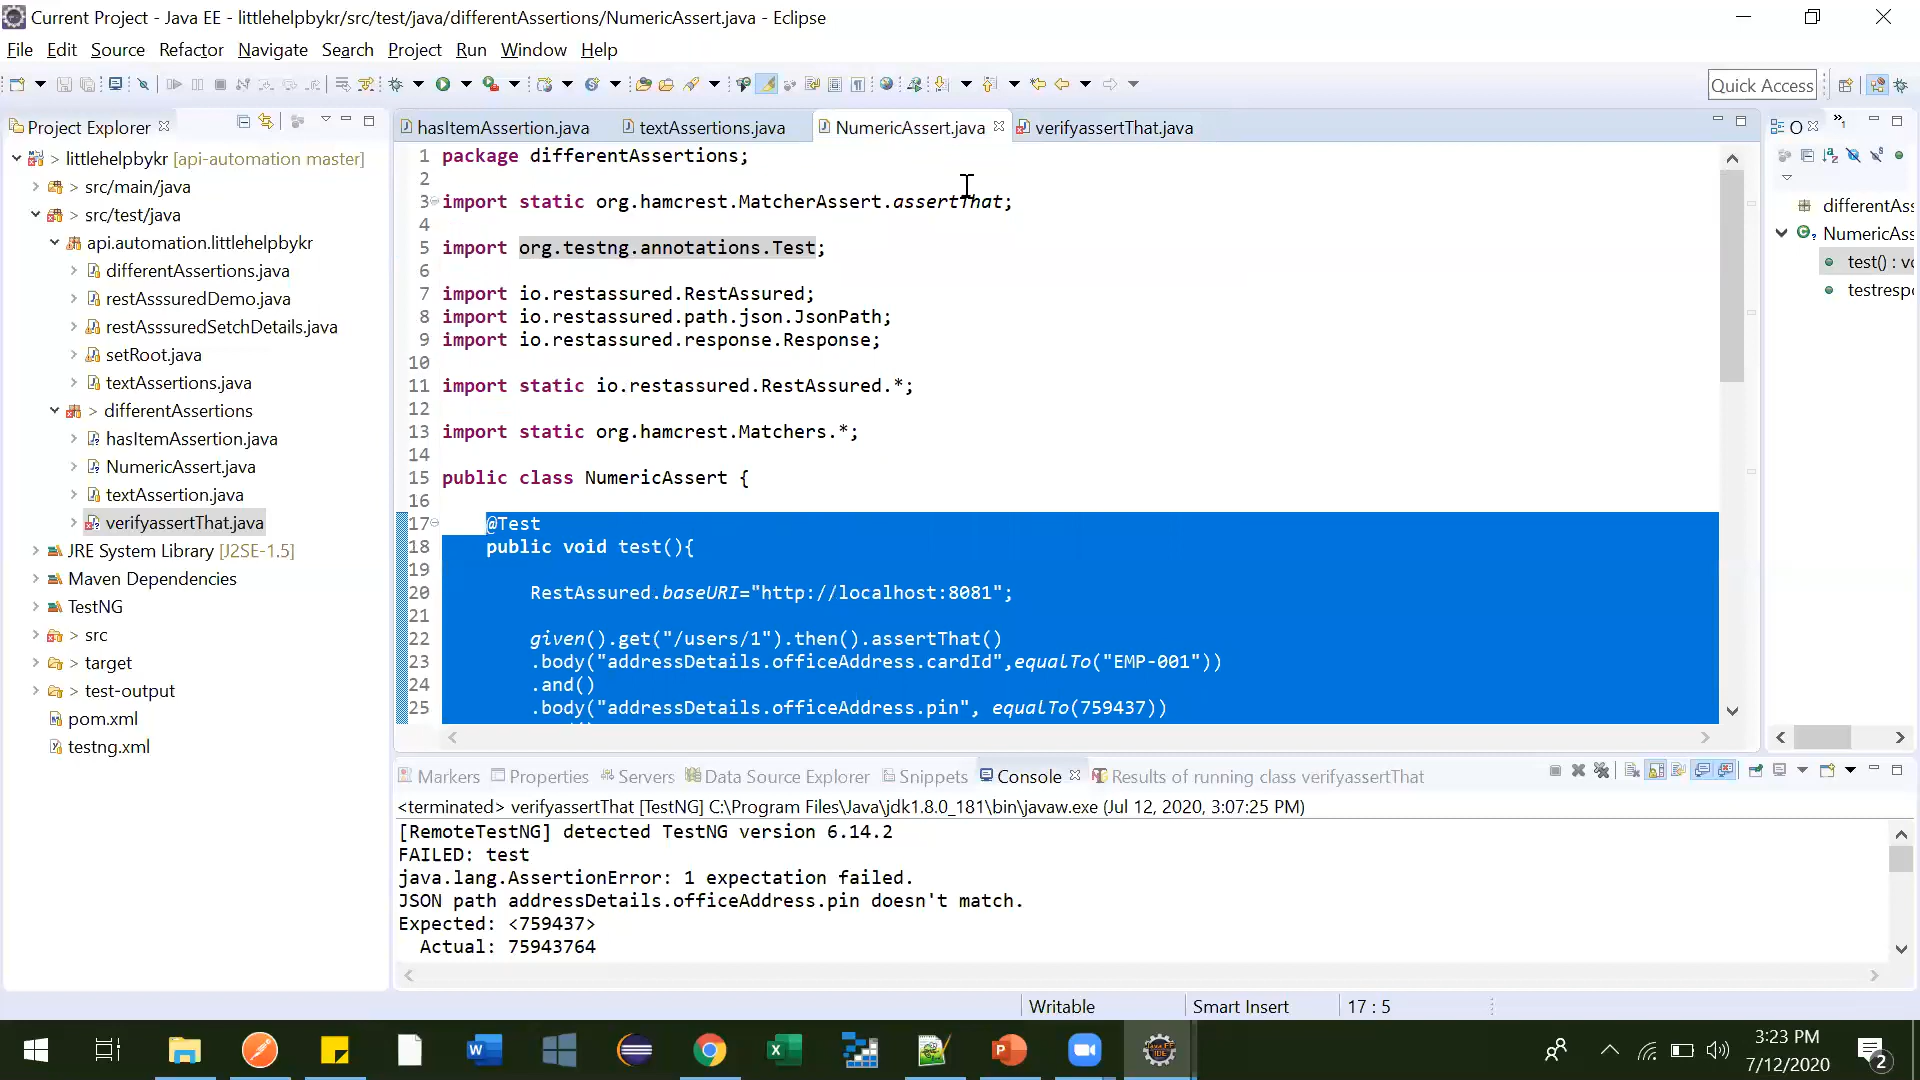 Current Project - Java EE - littlehelpbykr/src/test/java/differentAssertions/NumericAssert.java - Eclipse
File Edit Source Refactor Navigate Search Project Run Window Help
Quick Access
Project Explorer
littlehelpbykr [api-automation master]
> src/main/java
> src/test/java
api.automation.littlehelpbykr
differentAssertions.java
restAsssuredDemo.java
restAsssuredSetchDetails.java
setRoot.java
textAssertions.java
> differentAssertions
hasItemAssertion.java
NumericAssert.java
textAssertion.java
verifyassertThat.java
JRE System Library [J2SE-1.5]
Maven Dependencies
TestNG
> src
> target
> test-output
pom.xml
testng.xml
hasItemAssertion.java textAssertions.java NumericAssert.java verifyassertThat.java
1 package differentAssertions;
2
3 import static org.hamcrest.MatcherAssert.assertThat;
4
5 import org.testng.annotations.Test;
6
7 import io.restassured.RestAssured;
8 import io.restassured.path.json.JsonPath;
9 import io.restassured.response.Response;
10
11 import static io.restassured.RestAssured.*;
12
13 import static org.hamcrest.Matchers.*;
14
15 public class NumericAssert {
16
17 @Test
18 public void test(){
19
20 RestAssured.baseURI="http://localhost:8081";
21
22 given().get("/users/1").then().assertThat()
23 .body("addressDetails.officeAddress.cardId",equalTo("EMP-001"))
24 .and()
25 .body("addressDetails.officeAddress.pin", equalTo(759437))
O
differentAss
NumericAss
test() : vo
testrespo
Markers Properties Servers Data Source Explorer Snippets Console Results of running class verifyassertThat
<terminated> verifyassertThat [TestNG] C:\Program Files\Java\jdk1.8.0_181\bin\javaw.exe (Jul 12, 2020, 3:07:25 PM)
[RemoteTestNG] detected TestNG version 6.14.2
FAILED: test
java.lang.AssertionError: 1 expectation failed.
JSON path addressDetails.officeAddress.pin doesn't match.
Expected: <759437>
Actual: 75943764
Writable Smart Insert 17 : 5
3:23 PM
7/12/2020
2